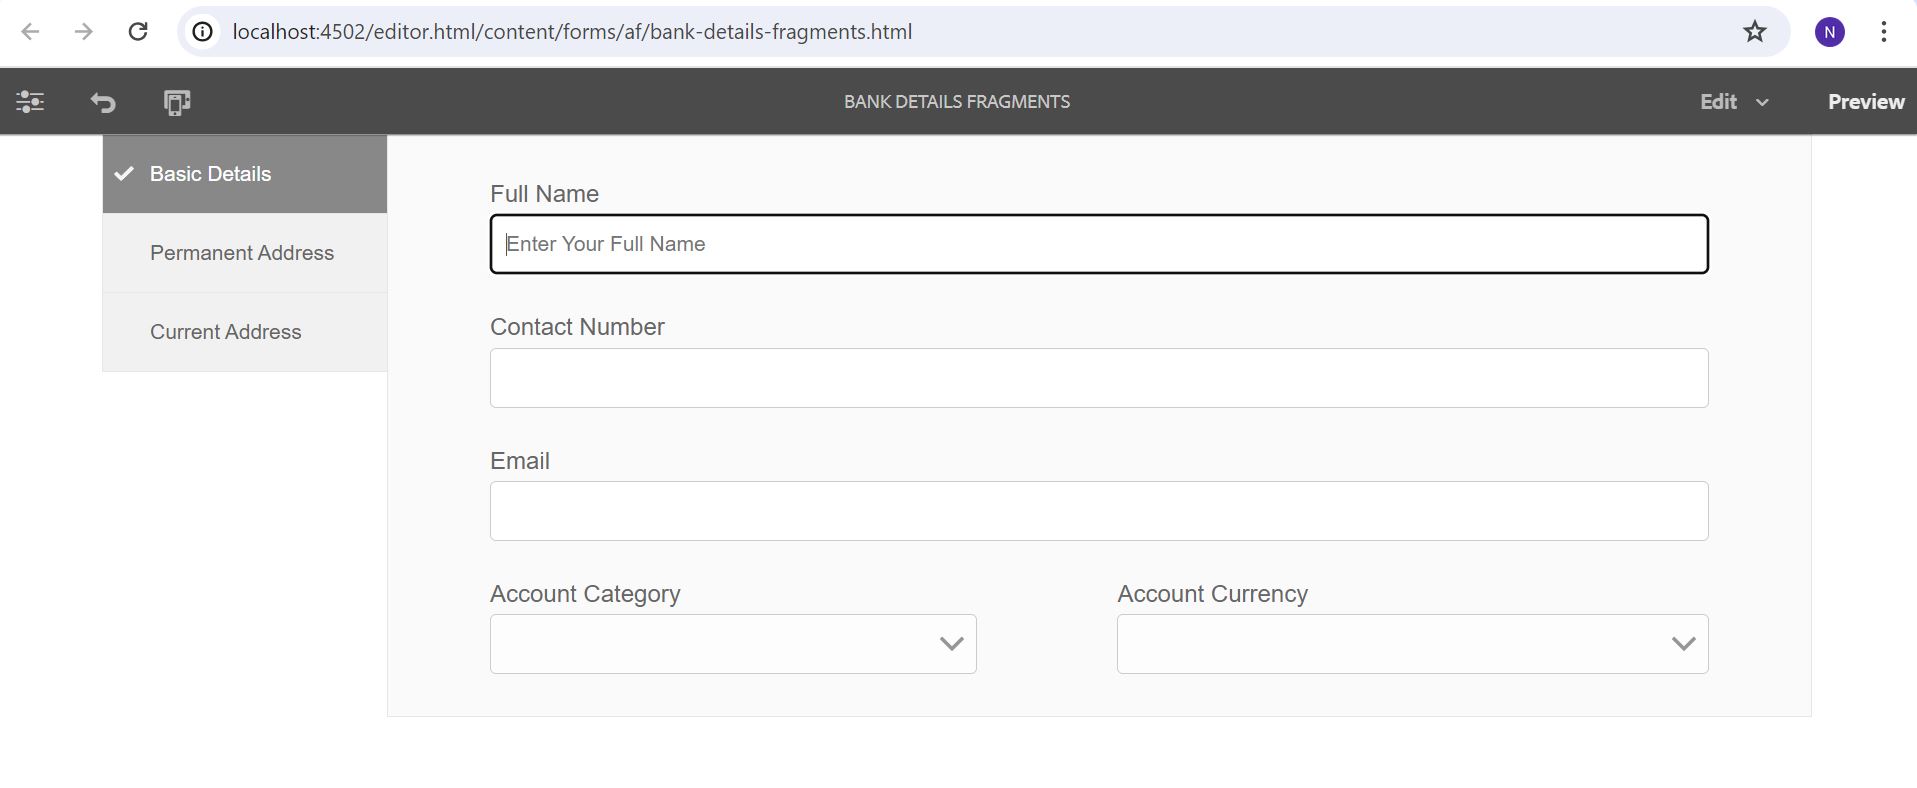 localhost:4502/editor.html/content/forms/af/bank-details-fragments.html
N
BANK DETAILS FRAGMENTS
Edit
Preview
Basic Details
Permanent Address
Current Address
Full Name
Enter Your Full Name
Contact Number
Email
Account Category
Account Currency